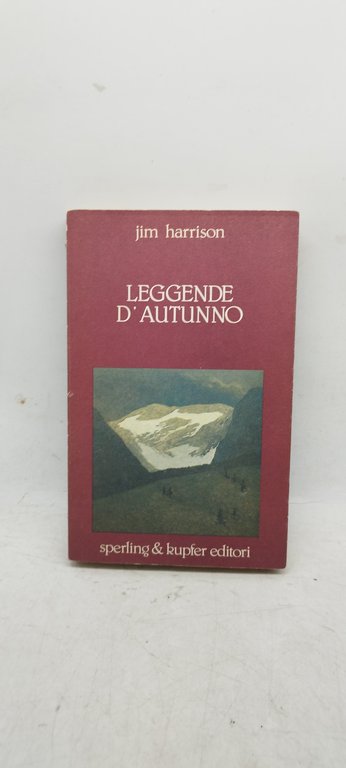 jim harrison
LEGGENDE
D'AUTUNNO
sperling & kupfer editori